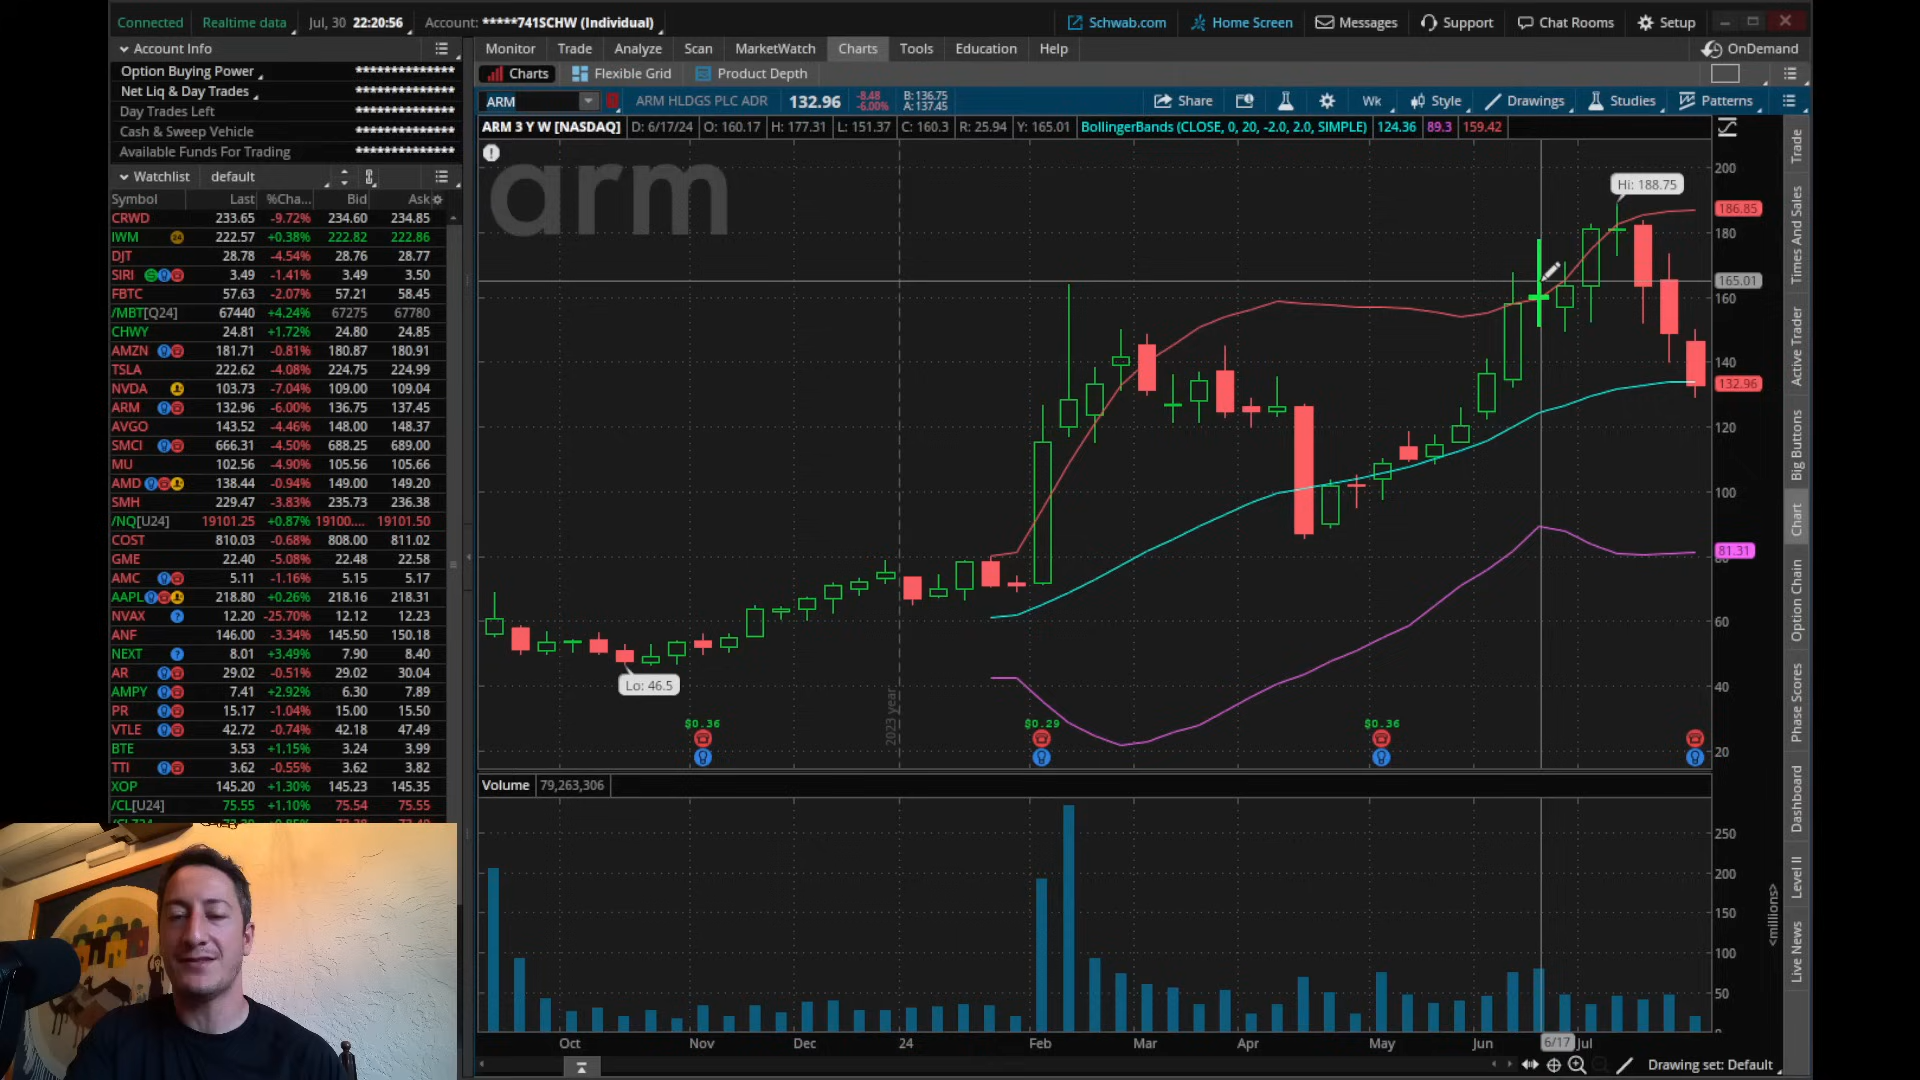 Connected Realtime data Jul, 30 22:20:56 Account: *****741SCHW (Individual) Schwab.com Home Screen Messages Support Chat Rooms Setup
Account Info
Option Buying Power **************
Net Liq & Day Trades **************
Day Trades Left **************
Cash & Sweep Vehicle **************
Available Funds For Trading **************
Monitor Trade Analyze Scan MarketWatch Charts Tools Education Help OnDemand
Charts Flexible Grid Product Depth
ARM ARM HLDGS PLC ADR 132.96 -8.48 -6.00% B: 136.75 A: 137.45 Share Wk Style Drawings Studies Patterns
ARM 3 Y W [NASDAQ] D: 6/17/24 O: 160.17 H: 177.31 L: 151.37 C: 160.3 R: 25.94 Y: 165.01 BollingerBands (CLOSE, 0, 20, -2.0, 2.0, SIMPLE) 124.36 89.3 159.42
Watchlist default
Symbol Last %Cha... Bid Ask
CRWD 233.65 -9.72% 234.60 234.85
IWM 222.57 +0.38% 222.82 222.86
DJT 28.78 -4.54% 28.76 28.77
SIRI 3.49 -1.41% 3.49 3.50
FBTC 57.63 -2.07% 57.21 58.45
/MBT[Q24] 67440 +4.24% 67275 67780
CHWY 24.81 +1.72% 24.80 24.85
AMZN 181.71 -0.81% 180.87 180.91
TSLA 222.62 -4.08% 224.75 224.99
NVDA 103.73 -7.04% 109.00 109.04
ARM 132.96 -6.00% 136.75 137.45
AVGO 143.52 -4.46% 148.00 148.37
SMCI 666.31 -4.50% 688.25 689.00
MU 102.56 -4.90% 105.56 105.66
AMD 138.44 -0.94% 149.00 149.20
SMH 229.47 -3.83% 235.73 236.38
/NQ[U24] 19101.25 +0.87% 19100.... 19101.50
COST 810.03 -0.68% 808.00 811.02
GME 22.40 -5.08% 22.48 22.58
AMC 5.11 -1.16% 5.15 5.17
AAPL 218.80 +0.26% 218.16 218.31
NVAX 12.20 -25.70% 12.12 12.23
ANF 146.00 -3.34% 145.50 150.18
NEXT 8.01 +3.49% 7.90 8.40
AR 29.02 -0.51% 29.02 30.04
AMPY 7.41 +2.92% 6.30 7.89
PR 15.17 -1.04% 15.00 15.50
VTLE 42.72 -0.74% 42.18 47.49
BTE 3.53 +1.15% 3.24 3.99
TTI 3.62 -0.55% 3.62 3.82
XOP 145.20 +1.30% 145.23 145.35
/CL[U24] 75.55 +1.10% 75.54 75.55
arm
Hi: 188.75
Lo: 46.5
2023 year
$0.36 $0.29 $0.36
200
186.85
180
165.01
160
140
132.96
120
100
81.31
60
40
20
Volume 79,263,306
250
200
150
100
50
<millions>
Oct Nov Dec 24 Feb Mar Apr May Jun 6/17 Jul
Drawing set: Default
Trade
Times And Sales
Active Trader
Big Buttons
Chart
Option Chain
Phase Scores
Dashboard
Level II
Live News